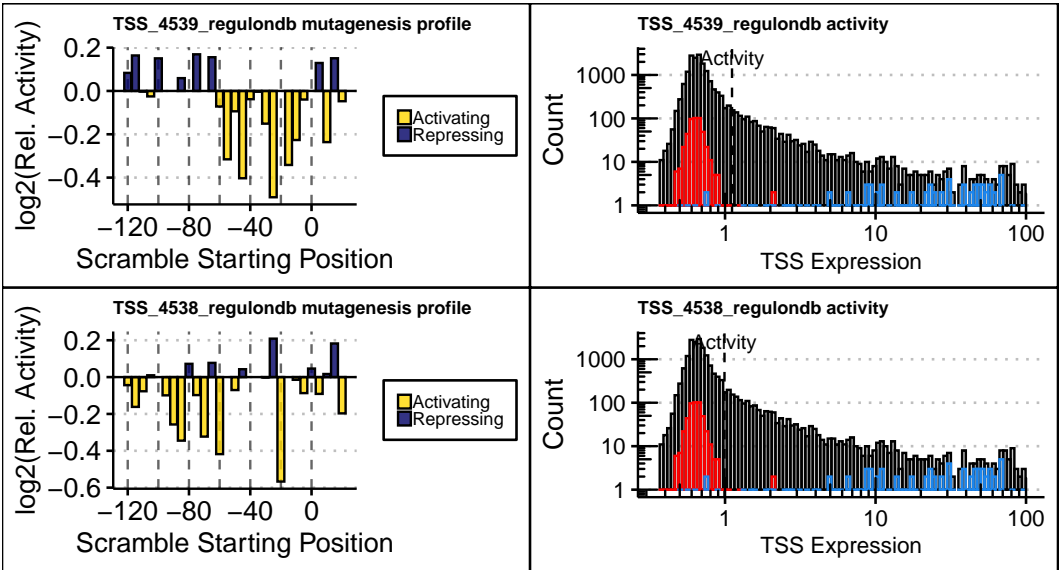 TSS_4539_regulondb mutagenesis profile
log2(Rel. Activity)
0.2
0.0
−0.2
−0.4
−120 −80 −40 0
Scramble Starting Position
Activating
Repressing
TSS_4539_regulondb activity
Activity
Count
1000
100
10
1
1 10 100
TSS Expression
TSS_4538_regulondb mutagenesis profile
log2(Rel. Activity)
0.2
0.0
−0.2
−0.4
−0.6
−120 −80 −40 0
Scramble Starting Position
Activating
Repressing
TSS_4538_regulondb activity
Activity
Count
1000
100
10
1
1 10 100
TSS Expression